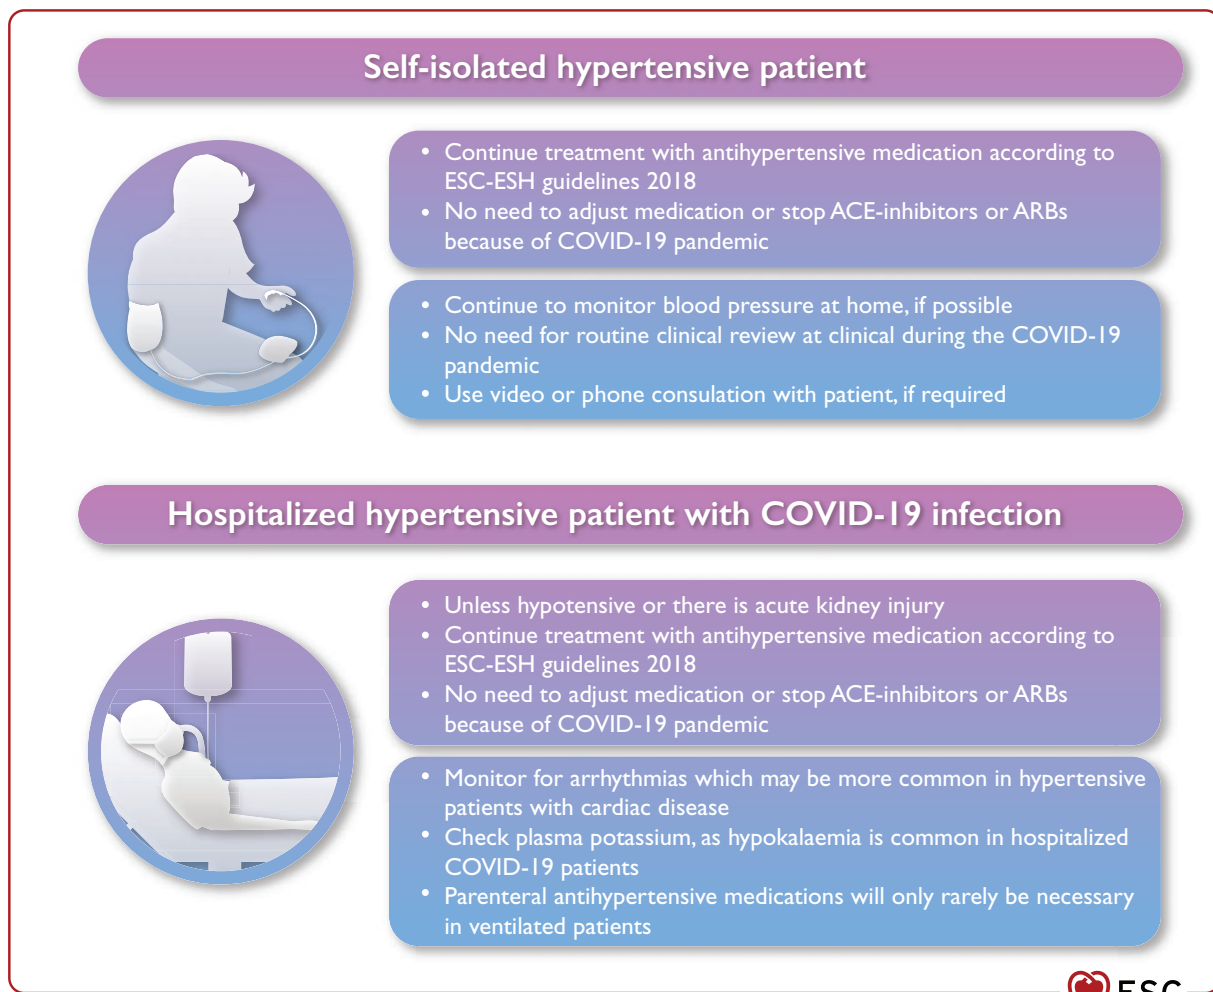 Self-isolated hypertensive patient
• Continue treatment with antihypertensive medication according to
ESC-ESH guidelines 2018
• No need to adjust medication or stop ACE-inhibitors or ARBs
because of COVID-19 pandemic
• Continue to monitor blood pressure at home, if possible
• No need for routine clinical review at clinical during the COVID-19
pandemic
• Use video or phone consulation with patient, if required
Hospitalized hypertensive patient with COVID-19 infection
• Unless hypotensive or there is acute kidney injury
• Continue treatment with antihypertensive medication according to
ESC-ESH guidelines 2018
• No need to adjust medication or stop ACE-inhibitors or ARBs
because of COVID-19 pandemic
• Monitor for arrhythmias which may be more common in hypertensive
patients with cardiac disease
• Check plasma potassium, as hypokalaemia is common in hospitalized
COVID-19 patients
• Parenteral antihypertensive medications will only rarely be necessary
in ventilated patients
ESC